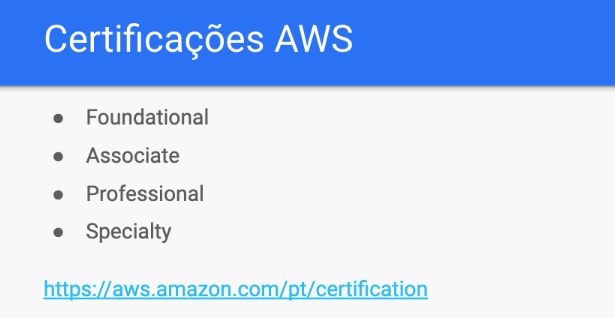 Certificações AWS
● Foundational
● Associate
● Professional
● Specialty
https://aws.amazon.com/pt/certification